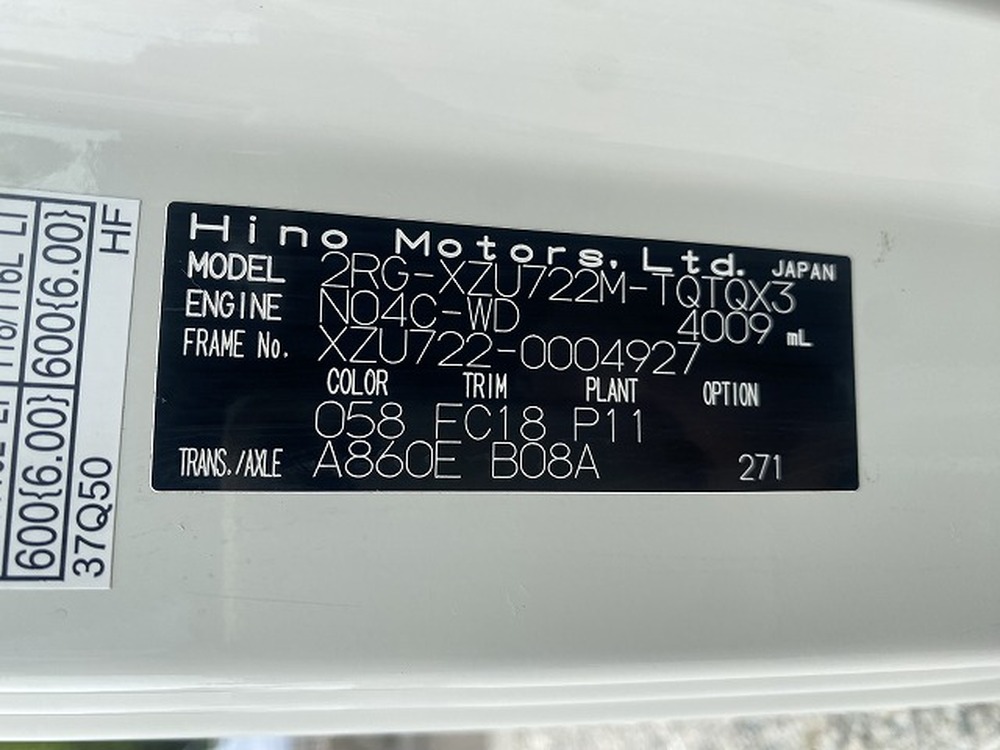 Hino Motors, Ltd. JAPAN
MODEL 2RG-XZU722M-TQTQX3
ENGINE N04C-WD 4009 mL
FRAME No. XZU722-0004927
COLOR TRIM PLANT OPTION
058 EC18 P11
TRANS./AXLE A860E B08A 271
600{6.00} 600{6.00}
37Q50 HF